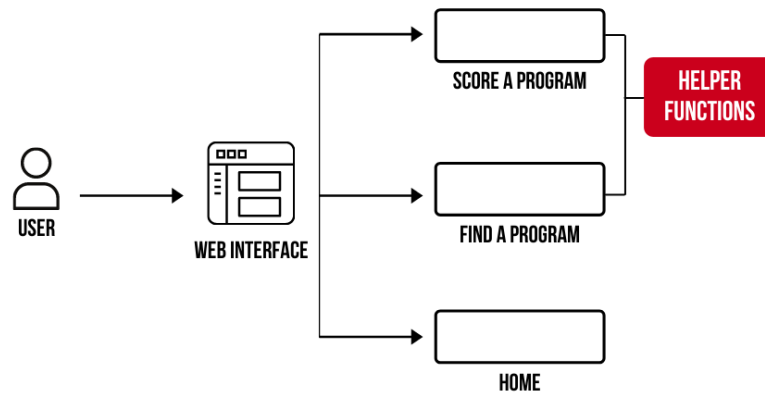 SCORE A PROGRAM
HELPER
FUNCTIONS
USER
WEB INTERFACE
FIND A PROGRAM
HOME